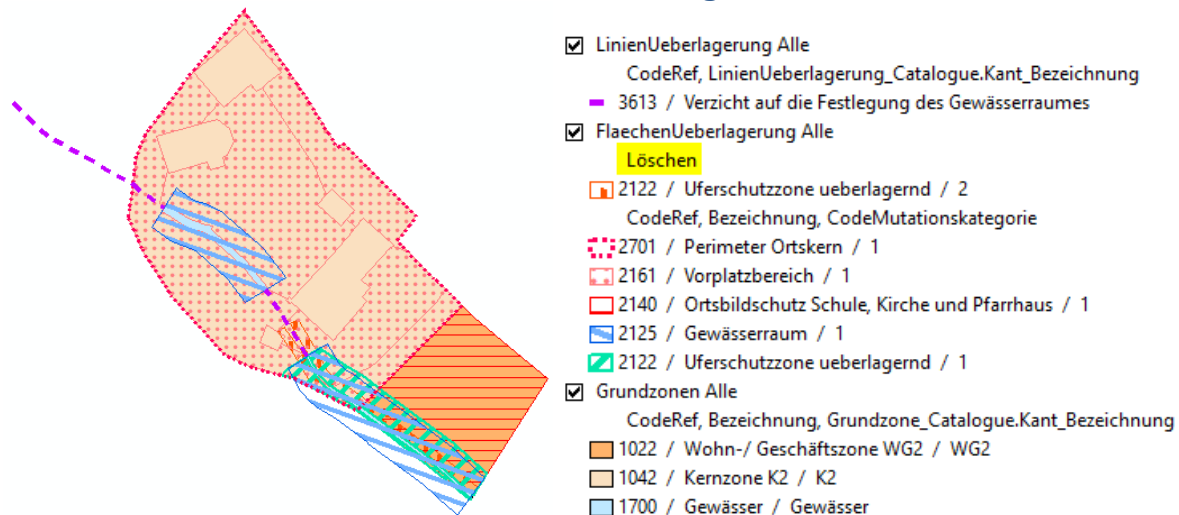 LinienUeberlagerung Alle
CodeRef, LinienUeberlagerung_Catalogue.Kant_Bezeichnung
3613 / Verzicht auf die Festlegung des Gewässerraumes
FlaechenUeberlagerung Alle
Löschen
2122 / Uferschutzzone ueberlagernd / 2
CodeRef, Bezeichnung, CodeMutationskategorie
2701 / Perimeter Ortskern / 1
2161 / Vorplatzbereich / 1
2140 / Ortsbildschutz Schule, Kirche und Pfarrhaus / 1
2125 / Gewässerraum / 1
2122 / Uferschutzzone ueberlagernd / 1
Grundzonen Alle
CodeRef, Bezeichnung, Grundzone_Catalogue.Kant_Bezeichnung
1022 / Wohn-/ Geschäftszone WG2 / WG2
1042 / Kernzone K2 / K2
1700 / Gewässer / Gewässer